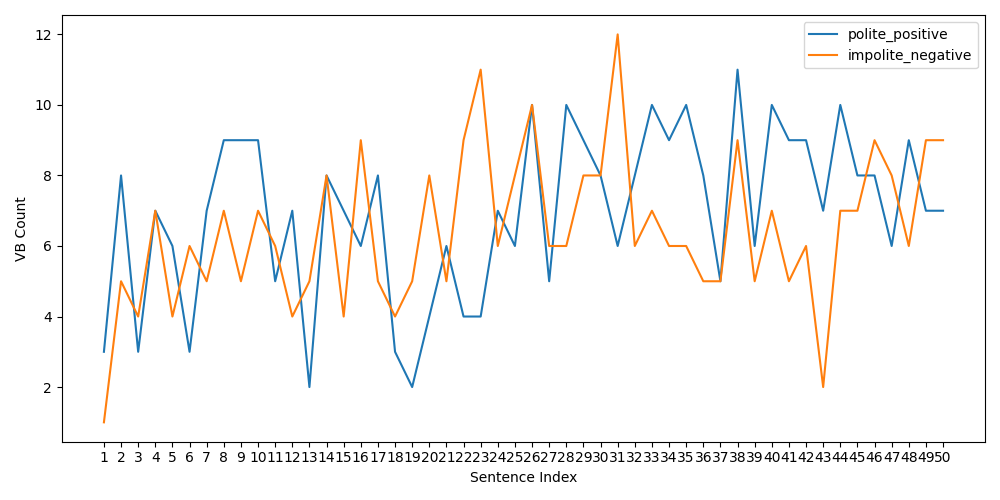 polite_positive
impolite_negative
12
10
8
6
4
2
VB Count
1 2 3 4 5 6 7 8 9 10 11 12 13 14 15 16 17 18 19 20 21 22 23 24 25 26 27 28 29 30 31 32 33 34 35 36 37 38 39 40 41 42 43 44 45 46 47 48 49 50
Sentence Index